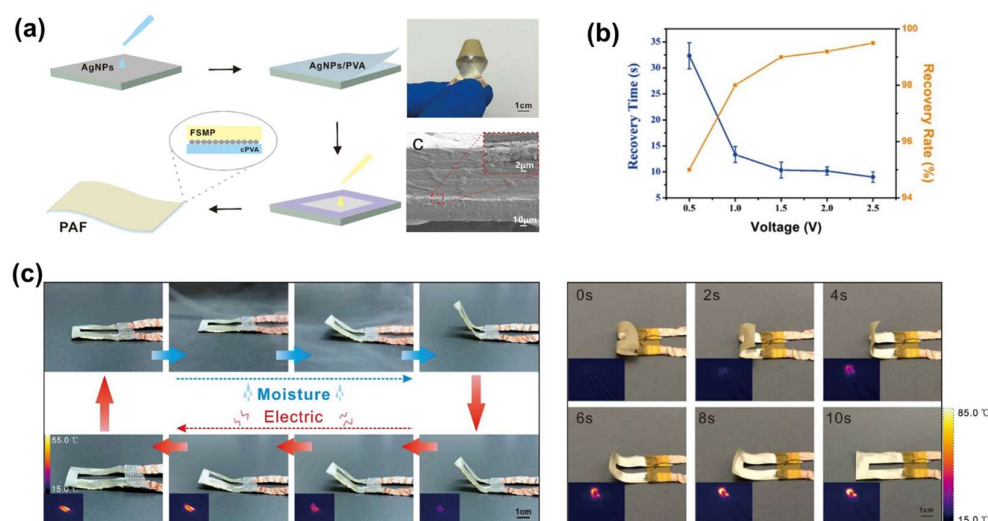 (a)
AgNPs
AgNPs/PVA
1cm
FSMP
cPVA
PAF
C
2μm
10μm
(b)
Recovery Time (s)
35
30
25
20
15
10
5
0.5 1.0 1.5 2.0 2.5
Voltage (V)
100
98
96
94
Recovery Rate (%)
(c)
Moisture
Electric
55.0 ℃
15.0 ℃
1cm
0s
2s
4s
6s
8s
10s
85.0 ℃
15.0 ℃
1cm